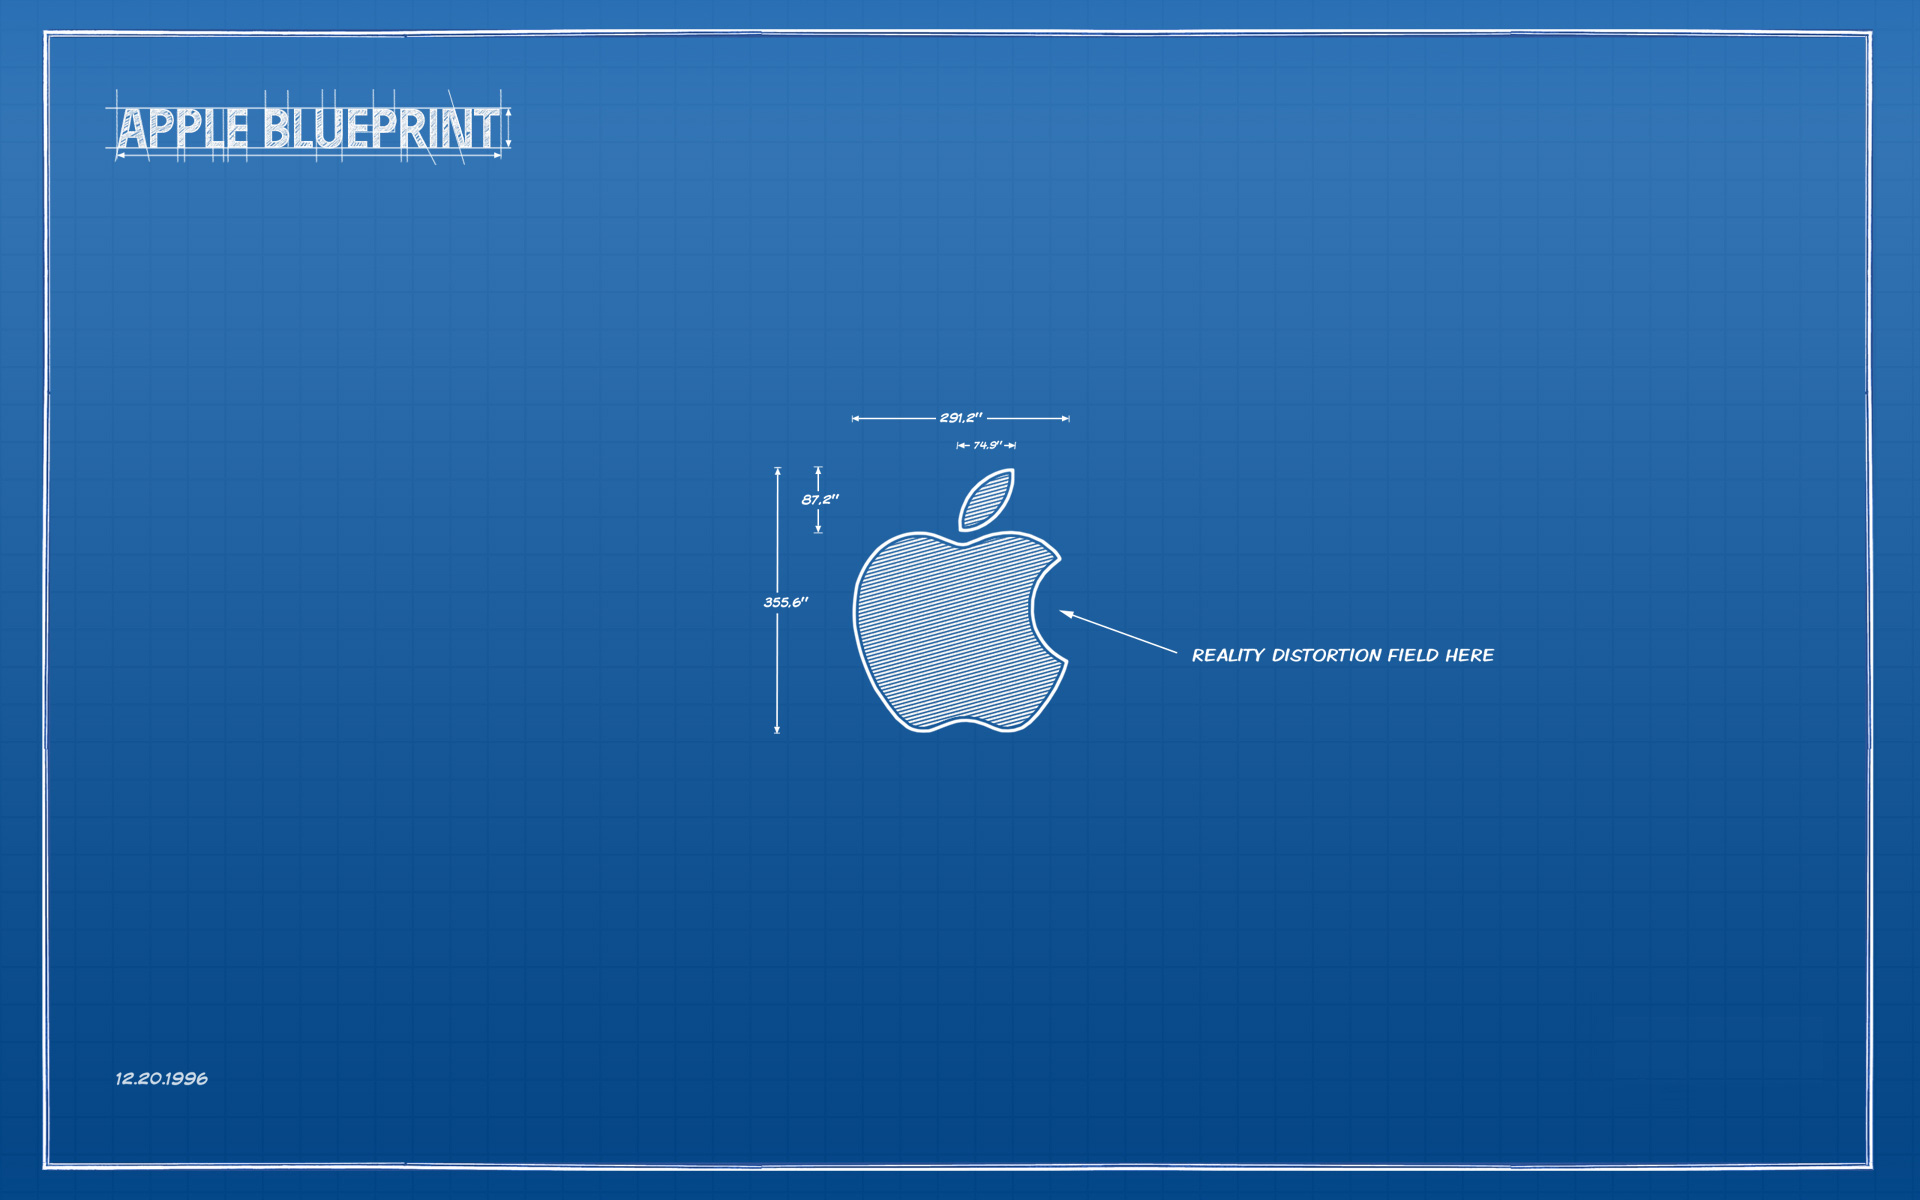 APPLE BLUEPRINT
291.2"
74.9"
87.2"
355.6"
REALITY DISTORTION FIELD HERE
12.20.1996